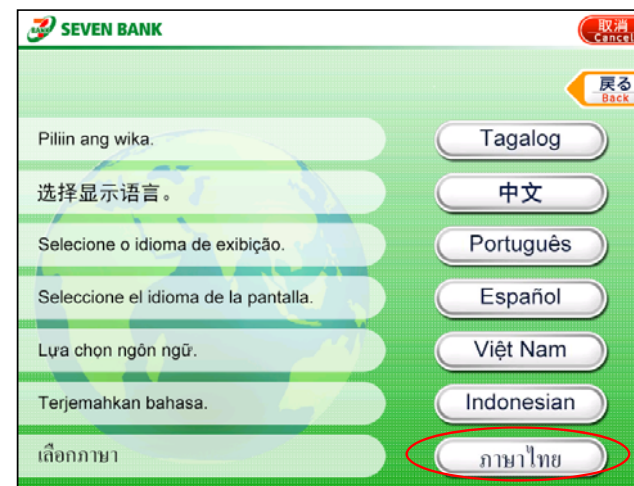 SEVEN BANK
取消
Cancel
戻る
Back
Piliin ang wika.
Tagalog
选择显示语言。
中文
Selecione o idioma de exibição.
Português
Seleccione el idioma de la pantalla.
Español
Lựa chọn ngôn ngữ.
Việt Nam
Terjemahkan bahasa.
Indonesian
เลือกภาษา
ภาษาไทย